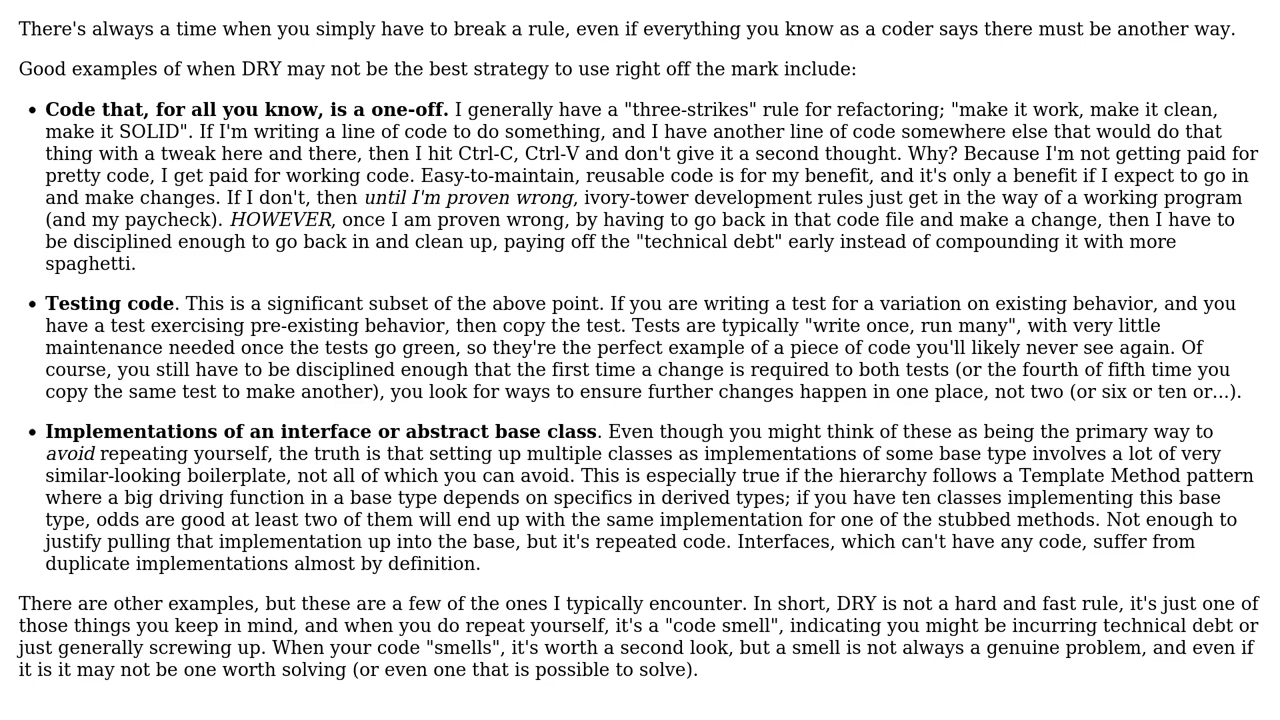 There's always a time when you simply have to break a rule, even if everything you know as a coder says there must be another way.
Good examples of when DRY may not be the best strategy to use right off the mark include:
• Code that, for all you know, is a one-off. I generally have a "three-strikes" rule for refactoring; "make it work, make it clean,
make it SOLID". If I'm writing a line of code to do something, and I have another line of code somewhere else that would do that
thing with a tweak here and there, then I hit Ctrl-C, Ctrl-V and don't give it a second thought. Why? Because I'm not getting paid for
pretty code, I get paid for working code. Easy-to-maintain, reusable code is for my benefit, and it's only a benefit if I expect to go in
and make changes. If I don't, then until I'm proven wrong, ivory-tower development rules just get in the way of a working program
(and my paycheck). HOWEVER, once I am proven wrong, by having to go back in that code file and make a change, then I have to
be disciplined enough to go back in and clean up, paying off the "technical debt" early instead of compounding it with more
spaghetti.
• Testing code. This is a significant subset of the above point. If you are writing a test for a variation on existing behavior, and you
have a test exercising pre-existing behavior, then copy the test. Tests are typically "write once, run many", with very little
maintenance needed once the tests go green, so they're the perfect example of a piece of code you'll likely never see again. Of
course, you still have to be disciplined enough that the first time a change is required to both tests (or the fourth of fifth time you
copy the same test to make another), you look for ways to ensure further changes happen in one place, not two (or six or ten or...).
• Implementations of an interface or abstract base class. Even though you might think of these as being the primary way to
avoid repeating yourself, the truth is that setting up multiple classes as implementations of some base type involves a lot of very
similar-looking boilerplate, not all of which you can avoid. This is especially true if the hierarchy follows a Template Method pattern
where a big driving function in a base type depends on specifics in derived types; if you have ten classes implementing this base
type, odds are good at least two of them will end up with the same implementation for one of the stubbed methods. Not enough to
justify pulling that implementation up into the base, but it's repeated code. Interfaces, which can't have any code, suffer from
duplicate implementations almost by definition.
There are other examples, but these are a few of the ones I typically encounter. In short, DRY is not a hard and fast rule, it's just one of
those things you keep in mind, and when you do repeat yourself, it's a "code smell", indicating you might be incurring technical debt or
just generally screwing up. When your code "smells", it's worth a second look, but a smell is not always a genuine problem, and even if
it is it may not be one worth solving (or even one that is possible to solve).